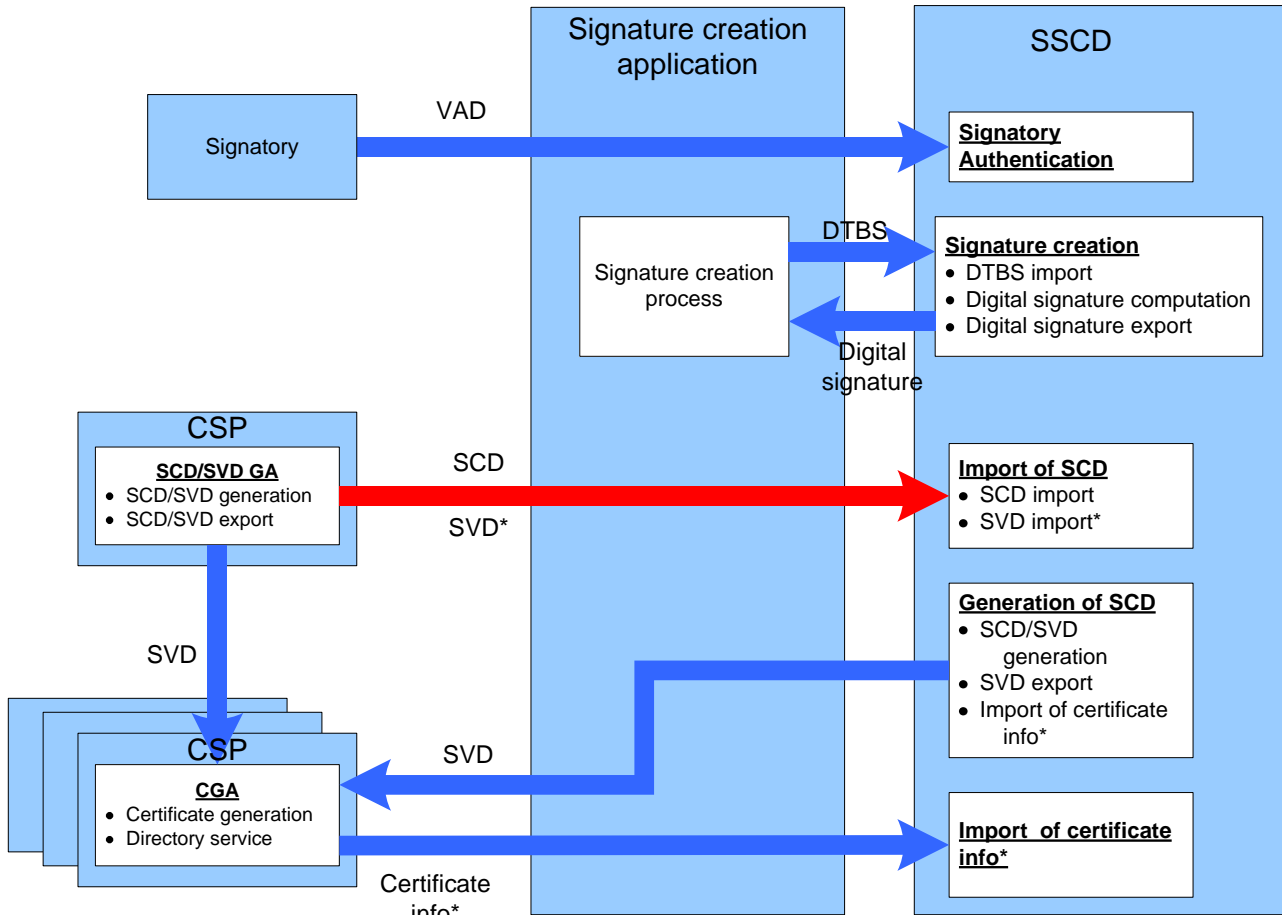 Signature creation
application
SSCD
Signatory
VAD
Signatory
Authentication
DTBS
Signature creation
process
Signature creation
• DTBS import
• Digital signature computation
• Digital signature export
Digital
signature
CSP
SCD/SVD GA
• SCD/SVD generation
• SCD/SVD export
SCD
SVD*
Import of SCD
• SCD import
• SVD import*
SVD
Generation of SCD
• SCD/SVD
generation
• SVD export
• Import of certificate
info*
CSP
CGA
• Certificate generation
• Directory service
SVD
Certificate
info*
Import of certificate
info*